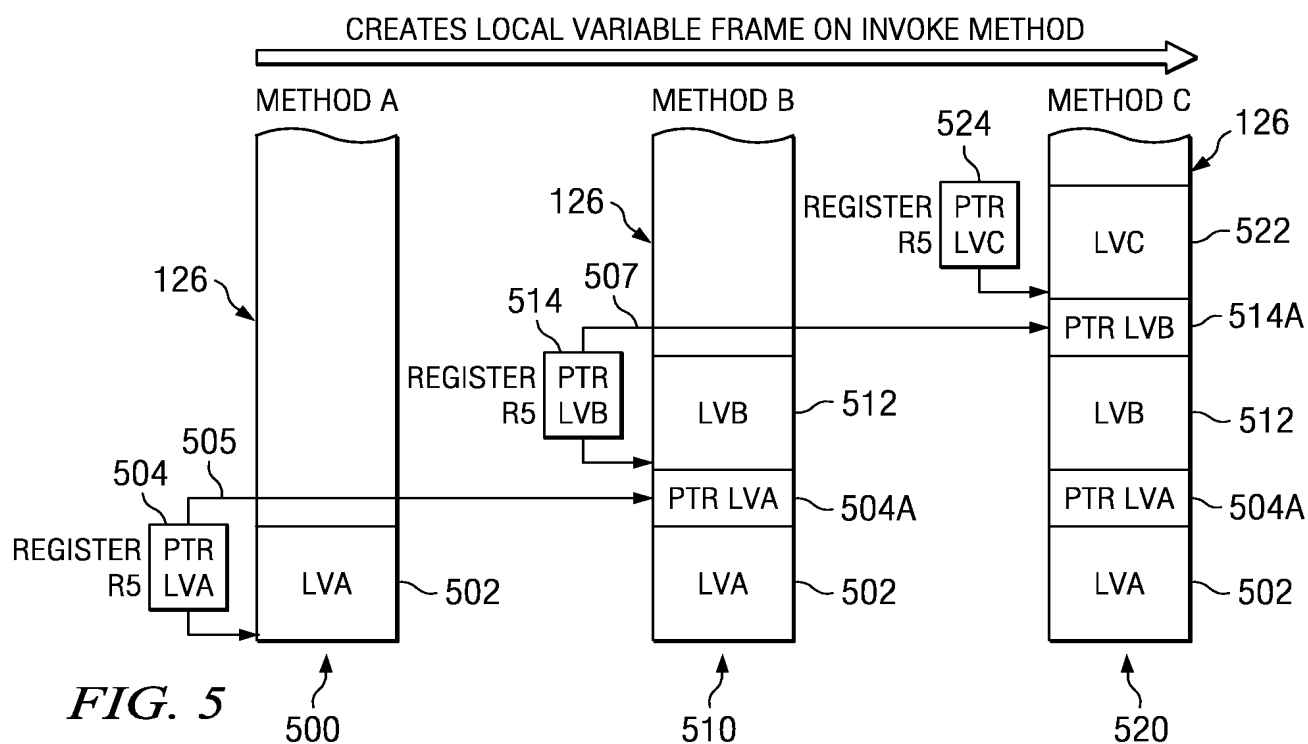 CREATES LOCAL VARIABLE FRAME ON INVOKE METHOD
METHOD A
METHOD B
METHOD C
524
126
REGISTER
R5
PTR
LVC
LVC
522
126
507
514
126
PTR LVB
514A
REGISTER
R5
PTR
LVB
LVB
512
LVB
512
505
504
PTR LVA
504A
PTR LVA
504A
REGISTER
R5
PTR
LVA
LVA
502
LVA
502
LVA
502
FIG. 5
500
510
520